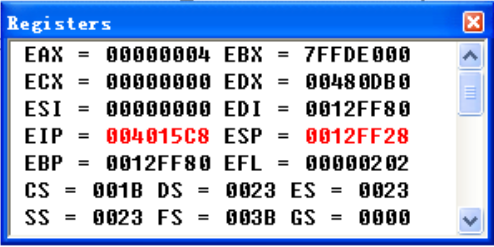 Registers
EAX = 00000004 EBX = 7FFDE000
ECX = 00000000 EDX = 00480DB0
ESI = 00000000 EDI = 0012FF80
EIP = 004015C8 ESP = 0012FF28
EBP = 0012FF80 EFL = 00000202
CS = 001B DS = 0023 ES = 0023
SS = 0023 FS = 003B GS = 0000